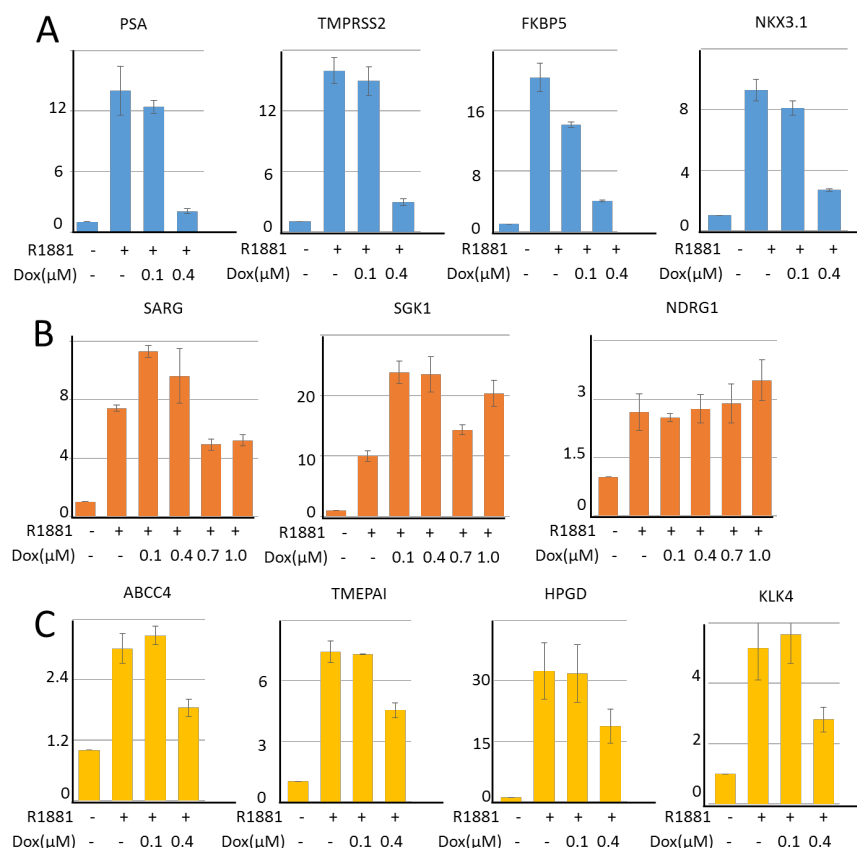 A
PSA TMPRSS2 FKBP5 NKX3.1
12 12 16 8
6 6 8 4
0 0 0 0
R1881 - + + + R1881 - + + + R1881 - + + + R1881 - + + +
Dox(μM) - - 0.1 0.4 Dox(μM) - - 0.1 0.4 Dox(μM) - - 0.1 0.4 Dox(μM) - - 0.1 0.4
B
SARG SGK1 NDRG1
8 20 3
4 10 1.5
0 0 0
R1881 - + + + + + R1881 - + + + + + R1881 - + + + + +
Dox(μM) - - 0.1 0.4 0.7 1.0 Dox(μM) - - 0.1 0.4 0.7 1.0 Dox(μM) - - 0.1 0.4 0.7 1.0
C
ABCC4 TMEPAI HPGD KLK4
2.4 6 30 4
1.2 3 15 2
0 0 0 0
R1881 - + + + R1881 - + + + R1881 - + + + R1881 - + + +
Dox(μM) - - 0.1 0.4 Dox(μM) - - 0.1 0.4 Dox(μM) - - 0.1 0.4 Dox(μM) - - 0.1 0.4